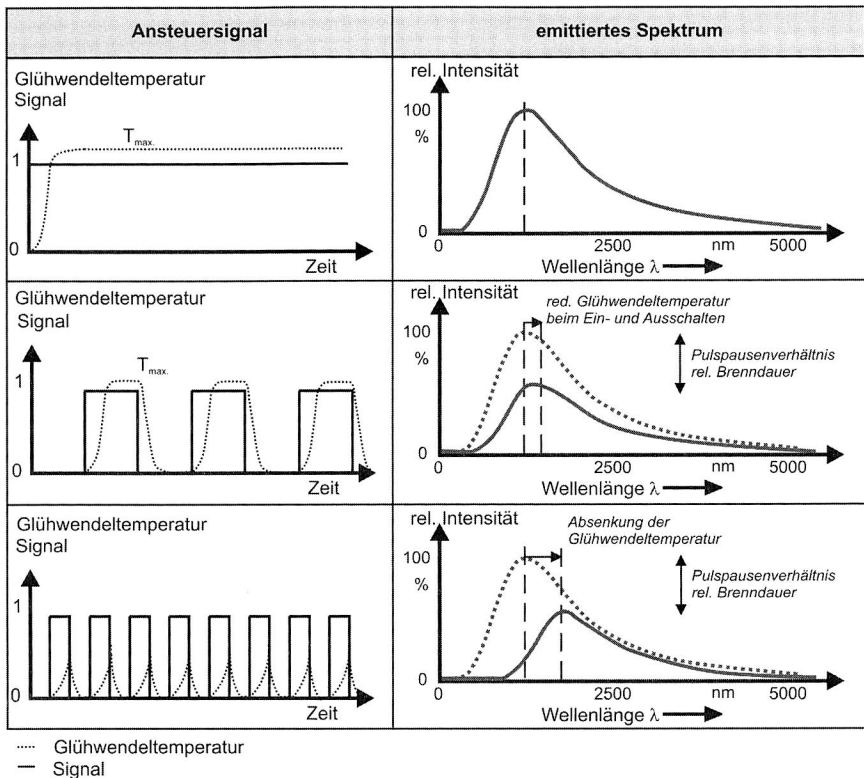 Ansteuersignal
emittiertes Spektrum
Glühwendeltemperatur
Signal
T max.
1
0
Zeit
rel. Intensität
100
%
0
0
2500
nm
5000
Wellenlänge λ
Glühwendeltemperatur
Signal
T max.
1
0
Zeit
rel. Intensität
red. Glühwendeltemperatur
beim Ein- und Ausschalten
100
%
Pulspausenverhältnis
rel. Brenndauer
0
0
2500
nm
5000
Wellenlänge λ
Glühwendeltemperatur
Signal
1
0
Zeit
rel. Intensität
Absenkung der
Glühwendeltemperatur
100
%
Pulspausenverhältnis
rel. Brenndauer
0
0
2500
nm
5000
Wellenlänge λ
Glühwendeltemperatur
Signal